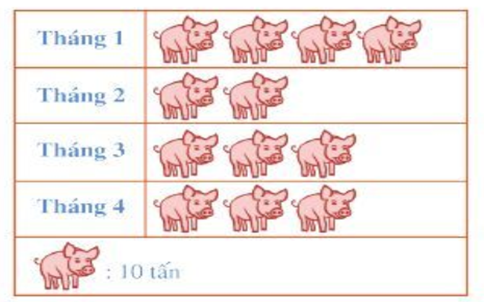 Tháng 1
Tháng 2
Tháng 3
Tháng 4
: 10 tấn